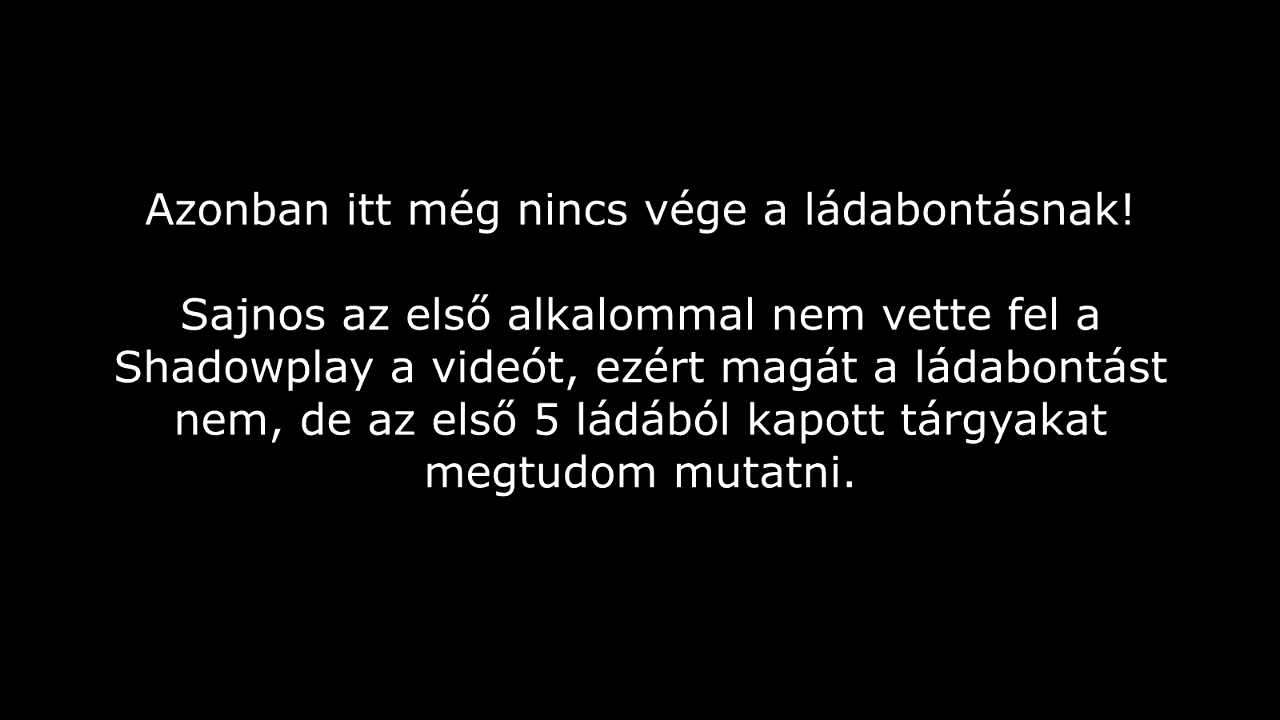 Azonban itt még nincs vége a ládabontásnak!
Sajnos az első alkalommal nem vette fel a
Shadowplay a videót, ezért magát a ládabontást
nem, de az első 5 ládából kapott tárgyakat
megtudom mutatni.